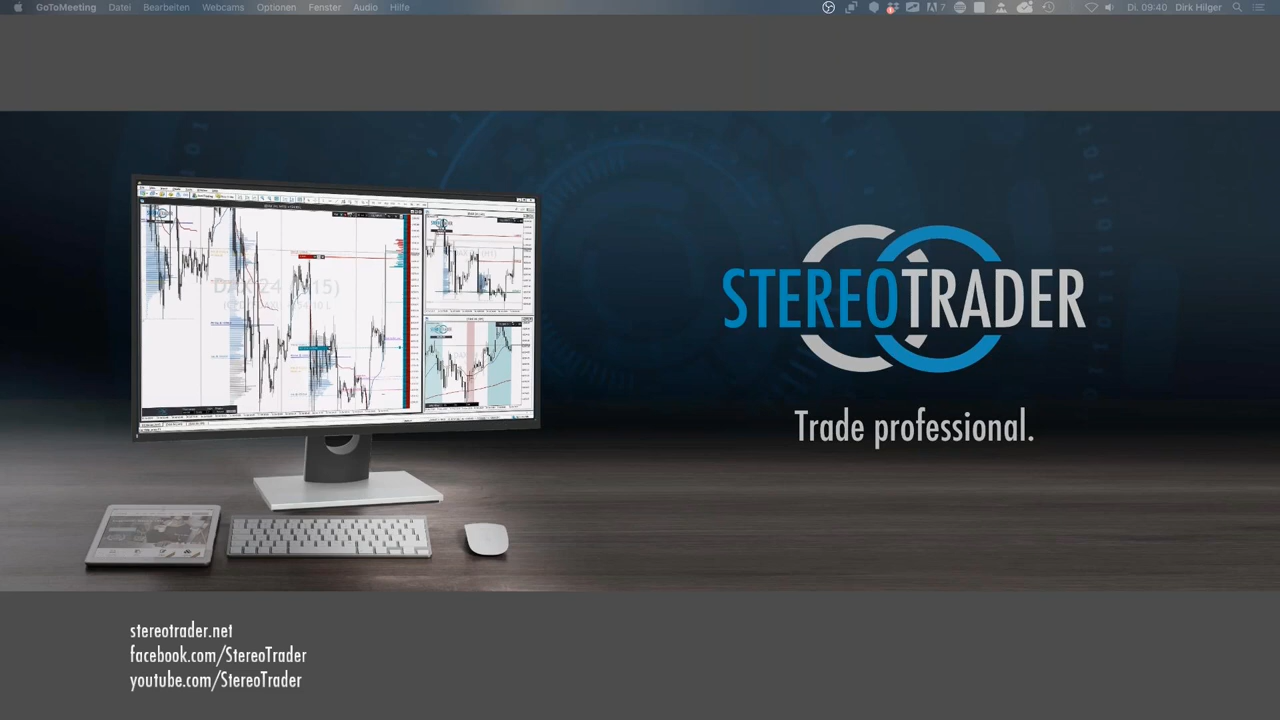 GoToMeeting Datei Bearbeiten Webcams Optionen Fenster Audio Hilfe 7 Di. 09:40 Dirk Hilger
STEREOTRADER
Trade professional.
stereotrader.net
facebook.com/StereoTrader
youtube.com/StereoTrader